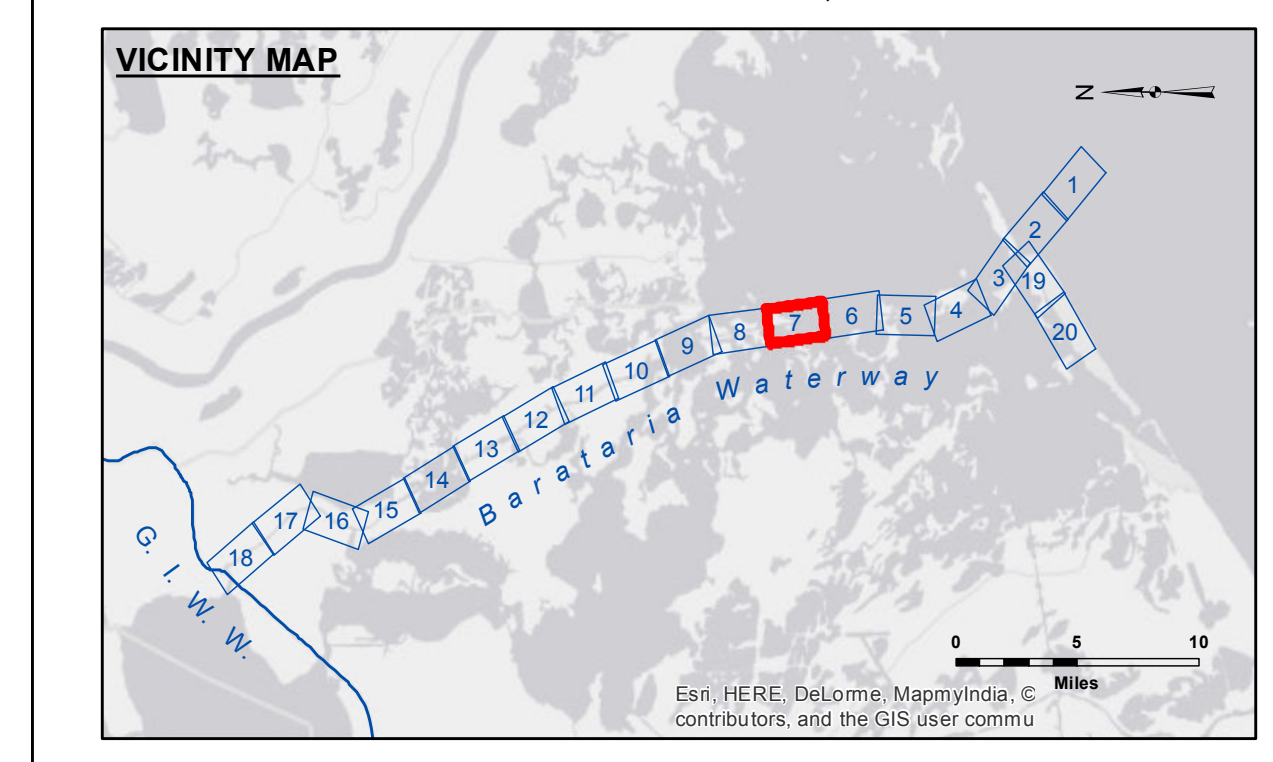 VICINITY MAP
N
1
2
3
19
4
20
5
6
7
8
9
10
11
12
13
14
15
16
17
18
Barataria Waterway
G. I. W. W.
0 5 10
Miles
Esri, HERE, DeLorme, MapmyIndia, ©
contributors, and the GIS user commu